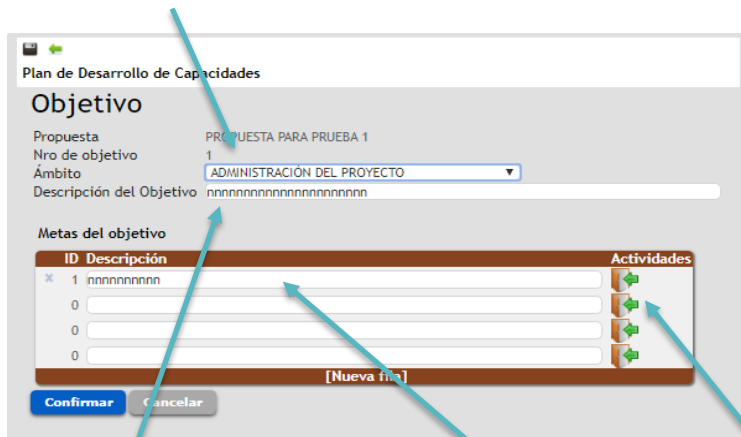 Plan de Desarrollo de Capacidades
Objetivo
Propuesta PROPUESTA PARA PRUEBA 1
Nro de objetivo 1
Ámbito ADMINISTRACIÓN DEL PROYECTO
Descripción del Objetivo nnnnnnnnnnnnnnnnnnnnnn
Metas del objetivo
ID Descripción Actividades
1 nnnnnnnnnn
0
0
0
[Nueva fila]
Confirmar Cancelar